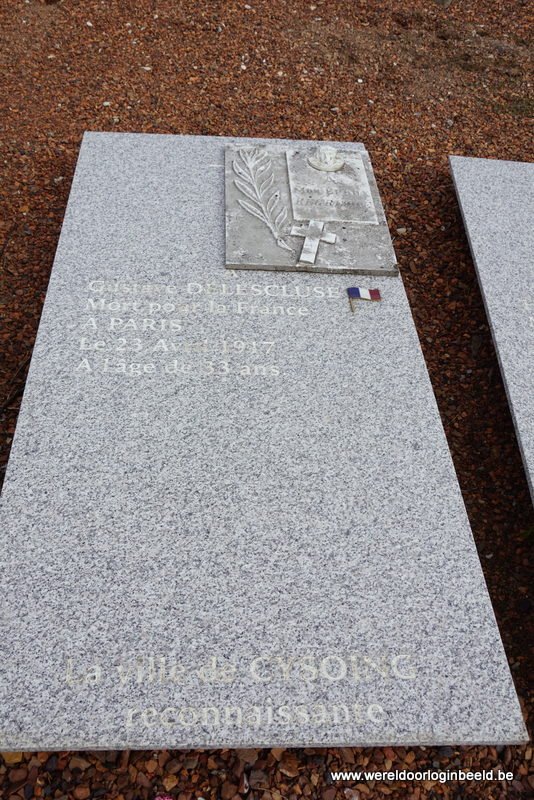 Gustave DELESCLUSE
Mort pour la France
A PARIS
Le 23 Avril 1917
A l'âge de 33 ans
La Ville de CYSOING
reconnaissante
www.wereldoorloginbeeld.be